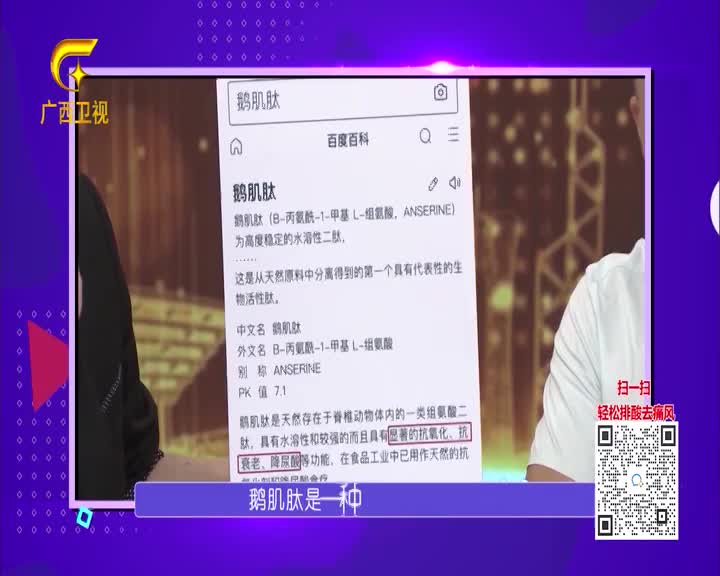 广西卫视
鹅肌肽
百度百科
鹅肌肽
鹅肌肽（B-丙氨酰-1-甲基 L-组氨酸，ANSERINE）
为高度稳定的水溶性二肽，
......
这是从天然原料中分离得到的第一个具有代表性的生
物活性肽。
中文名 鹅肌肽
外文名 B-丙氨酰-1-甲基 L-组氨酸
别 称 ANSERINE
PK 值 7.1
鹅肌肽是天然存在于脊椎动物体内的一类组氨酸二
肽，具有水溶性和较强的而且具有显著的抗氧化、抗
衰老、降尿酸等功能，在食品工业中已用作天然的抗
扫一扫
轻松排酸去痛风
鹅肌肽是一种